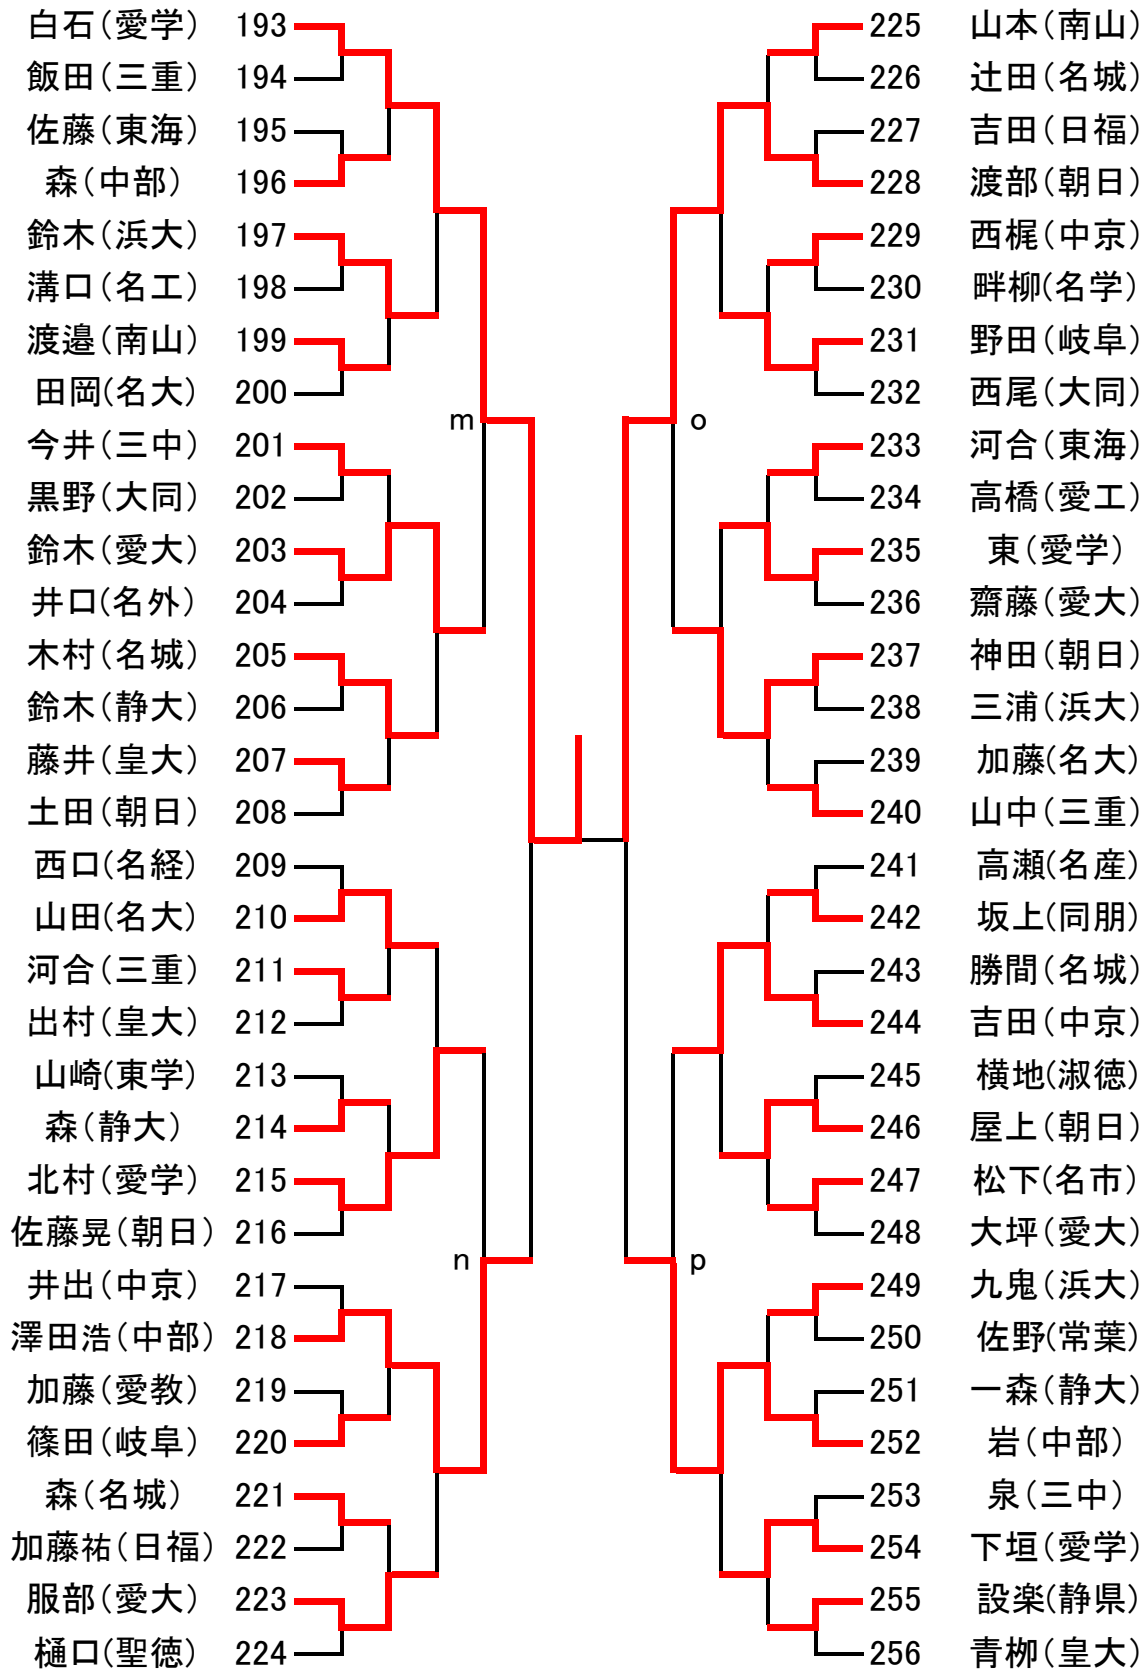 白石(愛学) 193 225 山本(南山)
飯田(三重) 194 226 辻田(名城)
佐藤(東海) 195 227 吉田(日福)
森(中部) 196 228 渡部(朝日)
鈴木(浜大) 197 229 西梶(中京)
溝口(名工) 198 230 畔柳(名学)
渡邉(南山) 199 231 野田(岐阜)
田岡(名大) 200 232 西尾(大同)
m o
今井(三中) 201 233 河合(東海)
黒野(大同) 202 234 高橋(愛工)
鈴木(愛大) 203 235 東(愛学)
井口(名外) 204 236 齋藤(愛大)
木村(名城) 205 237 神田(朝日)
鈴木(静大) 206 238 三浦(浜大)
藤井(皇大) 207 239 加藤(名大)
土田(朝日) 208 240 山中(三重)
西口(名経) 209 241 高瀬(名産)
山田(名大) 210 242 坂上(同朋)
河合(三重) 211 243 勝間(名城)
出村(皇大) 212 244 吉田(中京)
山崎(東学) 213 245 横地(淑徳)
森(静大) 214 246 屋上(朝日)
北村(愛学) 215 247 松下(名市)
佐藤晃(朝日) 216 248 大坪(愛大)
n p
井出(中京) 217 249 九鬼(浜大)
澤田浩(中部) 218 250 佐野(常葉)
加藤(愛教) 219 251 一森(静大)
篠田(岐阜) 220 252 岩(中部)
森(名城) 221 253 泉(三中)
加藤祐(日福) 222 254 下垣(愛学)
服部(愛大) 223 255 設楽(静県)
樋口(聖徳) 224 256 青栁(皇大)